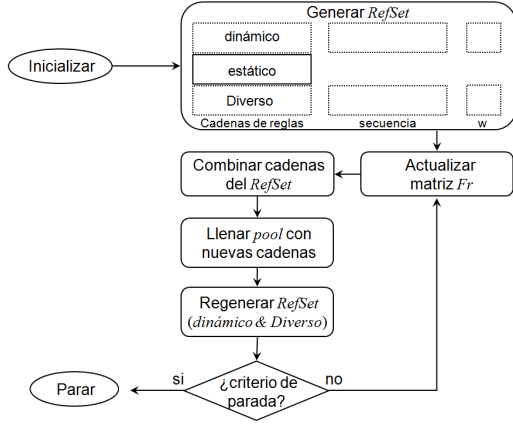 Generar RefSet
dinámico
Inicializar
estático
Diverso
Cadenas de reglas secuencia w
Combinar cadenas
del RefSet
Actualizar
matriz Fr
Llenar pool con
nuevas cadenas
Regenerar RefSet
(dinámico & Diverso)
si
¿criterio de
parada?
no
Parar